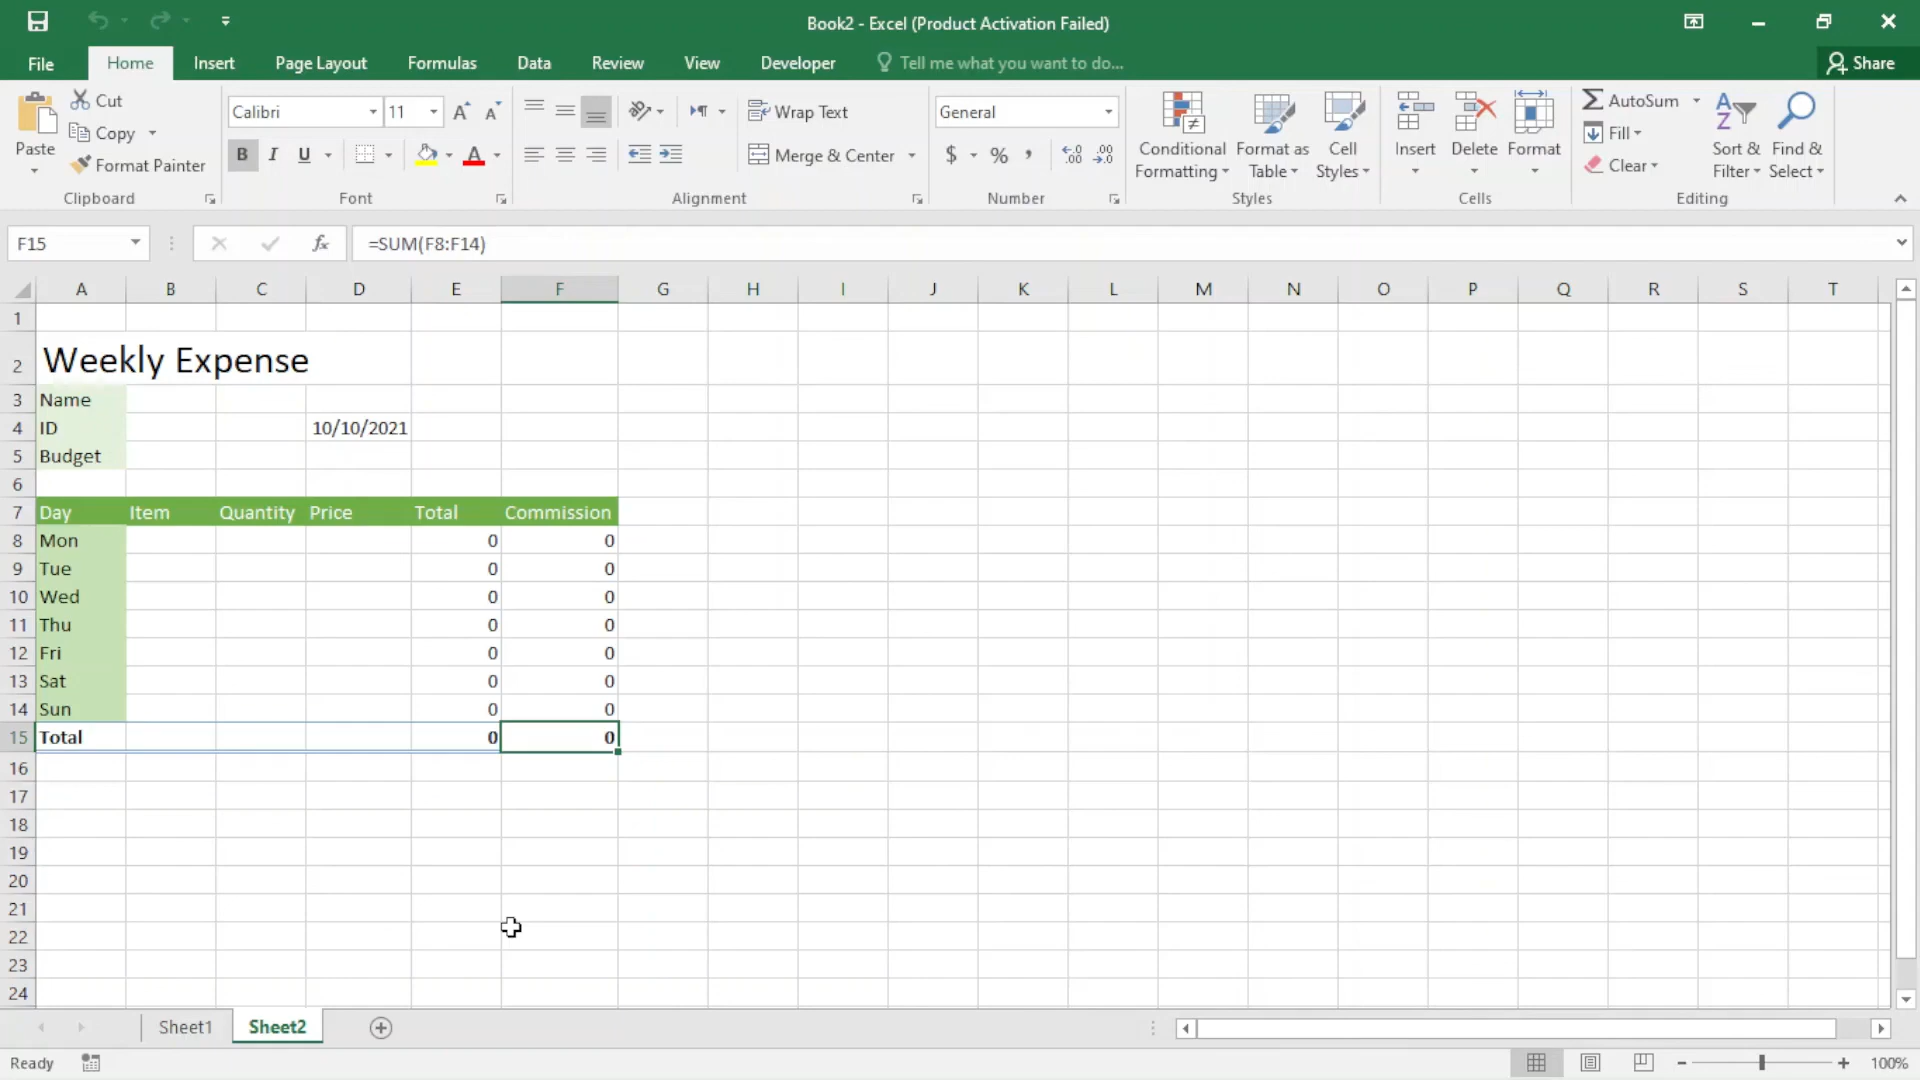 Book2 - Excel (Product Activation Failed)
File Home Insert Page Layout Formulas Data Review View Developer Tell me what you want to do... Share
Paste Cut Copy Format Painter Clipboard
Calibri 11 A A B I U A Font
Wrap Text Merge & Center Alignment
General $ % , .00 .0 Number
Conditional Formatting Format as Table Cell Styles Styles
Insert Delete Format Cells
AutoSum Fill Clear Sort & Filter Find & Select Editing
F15 fx =SUM(F8:F14)
A B C D E F G H I J K L M N O P Q R S T
1
2 Weekly Expense
3 Name
4 ID 10/10/2021
5 Budget
6
7 Day Item Quantity Price Total Commission
8 Mon 0 0
9 Tue 0 0
10 Wed 0 0
11 Thu 0 0
12 Fri 0 0
13 Sat 0 0
14 Sun 0 0
15 Total 0 0
16
17
18
19
20
21
22
23
24
Sheet1 Sheet2
Ready 100%